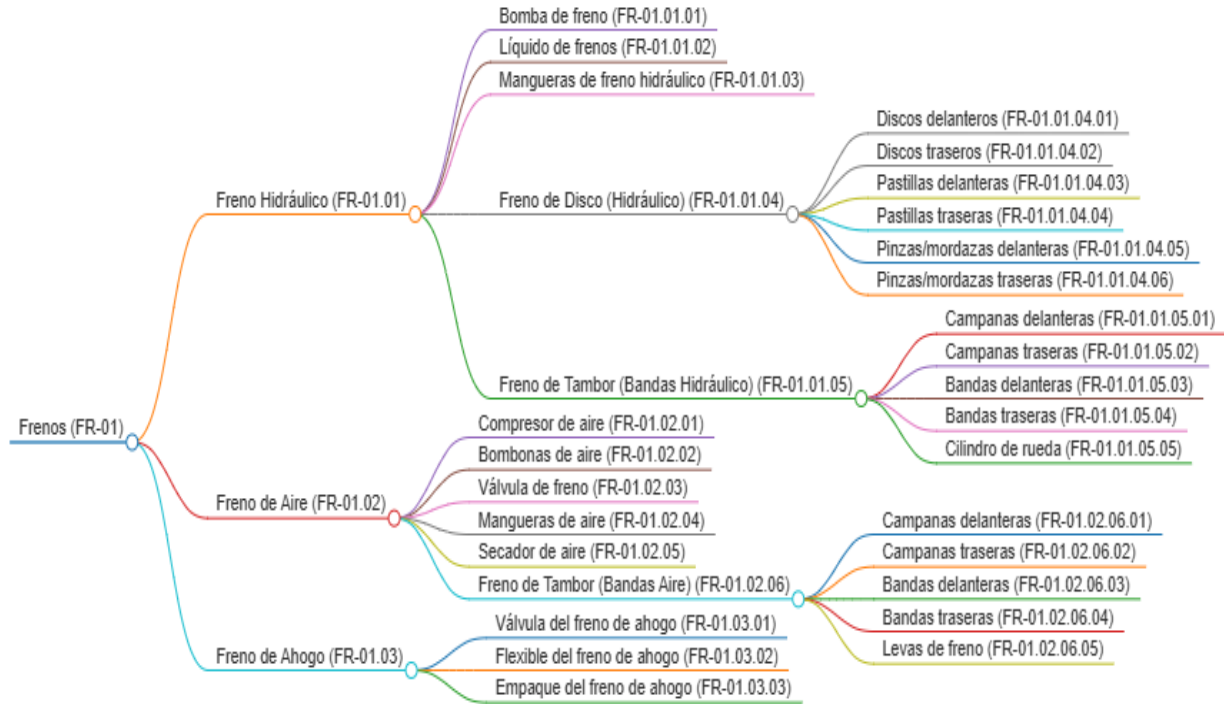 Frenos (FR-01)
Freno Hidráulico (FR-01.01)
Bomba de freno (FR-01.01.01)
Líquido de frenos (FR-01.01.02)
Mangueras de freno hidráulico (FR-01.01.03)
Freno de Disco (Hidráulico) (FR-01.01.04)
Discos delanteros (FR-01.01.04.01)
Discos traseros (FR-01.01.04.02)
Pastillas delanteras (FR-01.01.04.03)
Pastillas traseras (FR-01.01.04.04)
Pinzas/mordazas delanteras (FR-01.01.04.05)
Pinzas/mordazas traseras (FR-01.01.04.06)
Freno de Tambor (Bandas Hidráulico) (FR-01.01.05)
Campanas delanteras (FR-01.01.05.01)
Campanas traseras (FR-01.01.05.02)
Bandas delanteras (FR-01.01.05.03)
Bandas traseras (FR-01.01.05.04)
Cilindro de rueda (FR-01.01.05.05)
Freno de Aire (FR-01.02)
Compresor de aire (FR-01.02.01)
Bombonas de aire (FR-01.02.02)
Válvula de freno (FR-01.02.03)
Mangueras de aire (FR-01.02.04)
Secador de aire (FR-01.02.05)
Freno de Tambor (Bandas Aire) (FR-01.02.06)
Campanas delanteras (FR-01.02.06.01)
Campanas traseras (FR-01.02.06.02)
Bandas delanteras (FR-01.02.06.03)
Bandas traseras (FR-01.02.06.04)
Levas de freno (FR-01.02.06.05)
Freno de Ahogo (FR-01.03)
Válvula del freno de ahogo (FR-01.03.01)
Flexible del freno de ahogo (FR-01.03.02)
Empaque del freno de ahogo (FR-01.03.03)